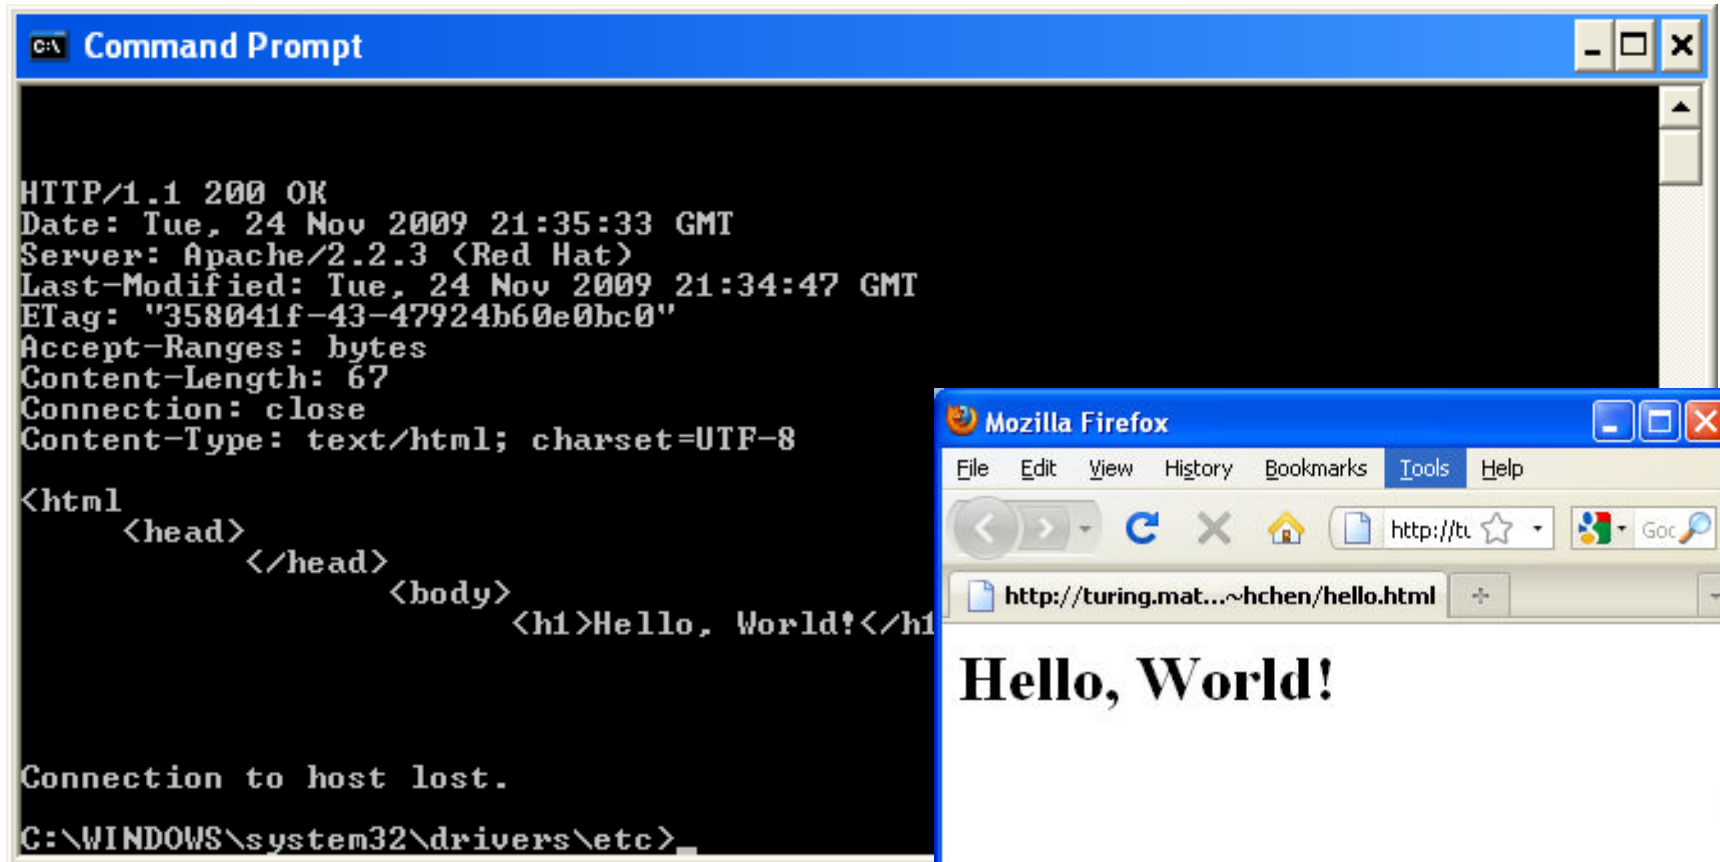 Command Prompt
HTTP/1.1 200 OK
Date: Tue, 24 Nov 2009 21:35:33 GMT
Server: Apache/2.2.3 (Red Hat)
Last-Modified: Tue, 24 Nov 2009 21:34:47 GMT
ETag: "358041f-43-47924b60e0bc0"
Accept-Ranges: bytes
Content-Length: 67
Connection: close
Content-Type: text/html; charset=UTF-8
<html
<head>
</head>
<body>
<h1>Hello, World!</h1
Connection to host lost.
C:\WINDOWS\system32\drivers\etc>_
Mozilla Firefox
File Edit View History Bookmarks Tools Help
http://tu Goo
http://turing.mat...~hchen/hello.html
Hello, World!